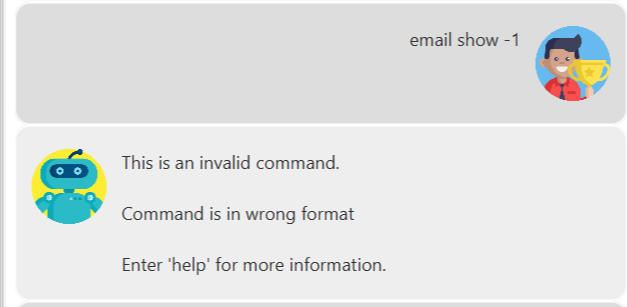 email show -1
This is an invalid command.
Command is in wrong format
Enter 'help' for more information.